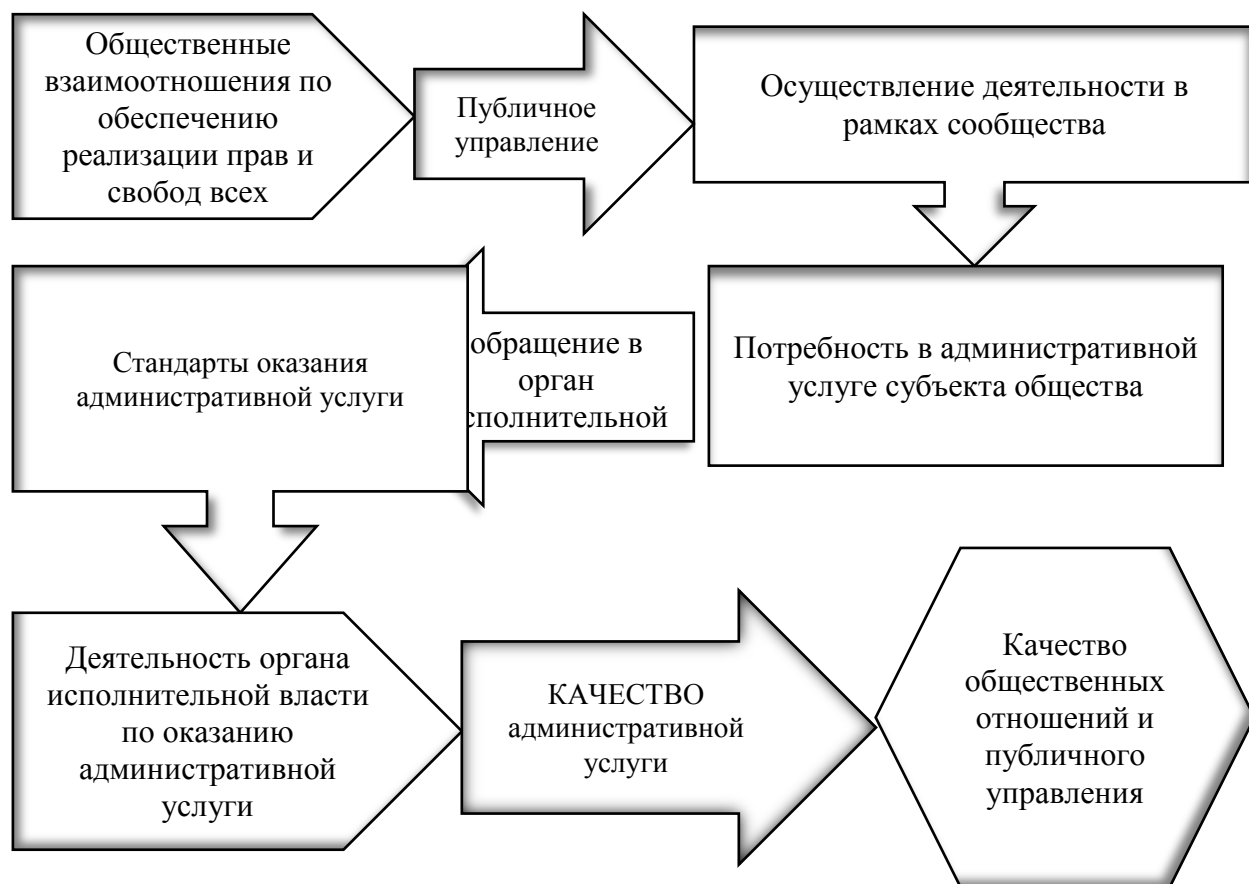 Общественные
взаимоотношения по
обеспечению
реализации прав и
свобод всех
Публичное
управление
Осуществление деятельности в
рамках сообщества
Потребность в административной
услуге субъекта общества
обращение в
орган
сполнительной
Стандарты оказания
административной услуги
Деятельность органа
исполнительной власти
по оказанию
административной
услуги
КАЧЕСТВО
административной
услуги
Качество
общественных
отношений и
публичного
управления